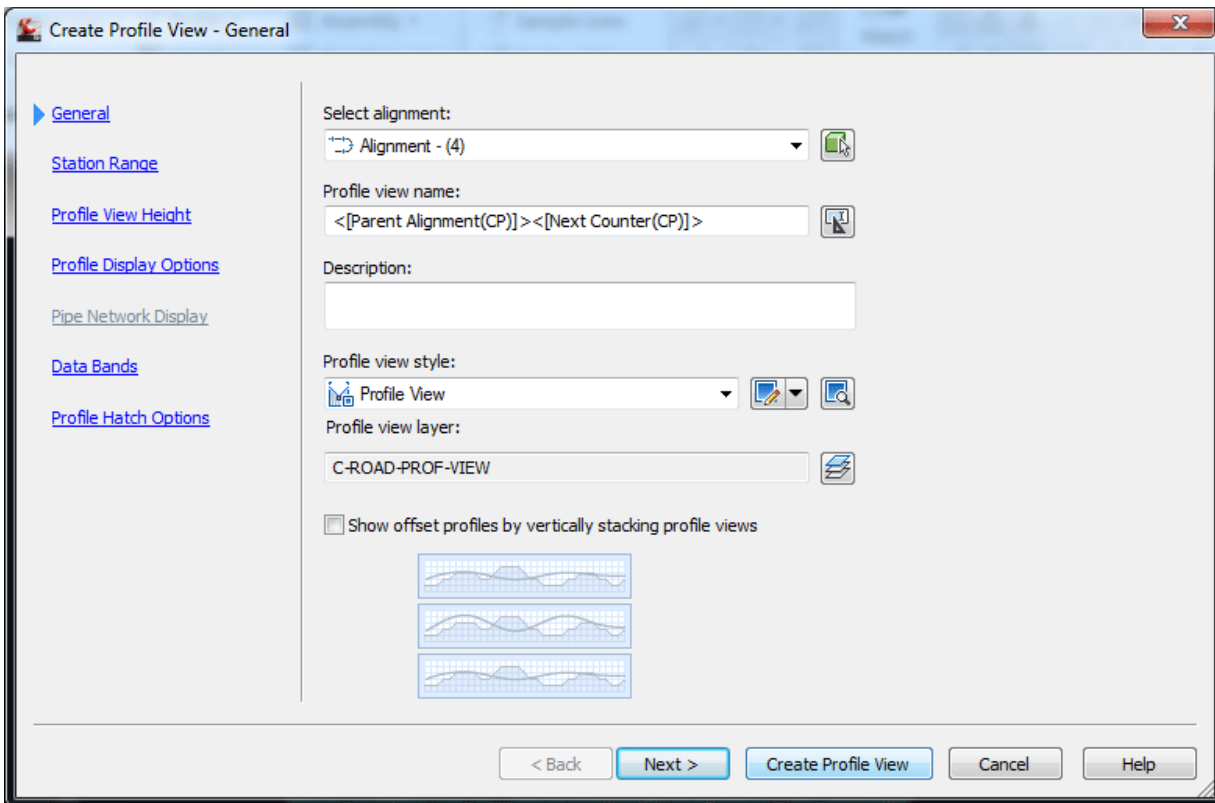 Create Profile View - General
General
Station Range
Profile View Height
Profile Display Options
Pipe Network Display
Data Bands
Profile Hatch Options
Select alignment:
Alignment - (4)
Profile view name:
<[Parent Alignment(CP)]><[Next Counter(CP)]>
Description:
Profile view style:
Profile View
Profile view layer:
C-ROAD-PROF-VIEW
Show offset profiles by vertically stacking profile views
< Back
Next >
Create Profile View
Cancel
Help